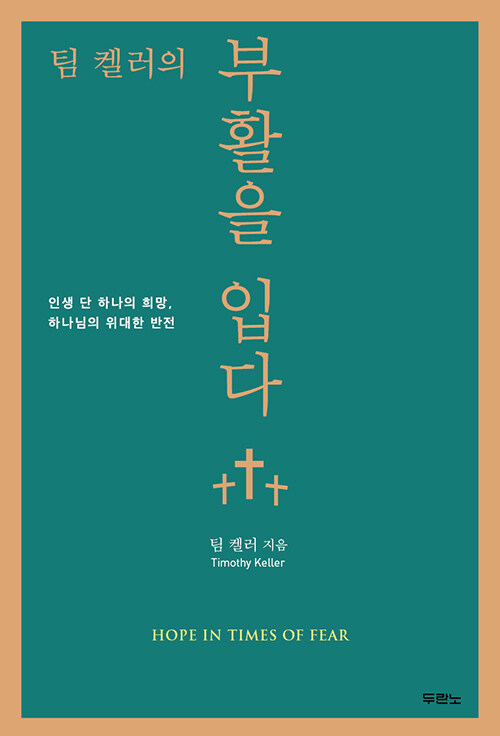 팀 켈러의
부활을 입다
인생 단 하나의 희망,
하나님의 위대한 반전
팀 켈러 지음
Timothy Keller
HOPE IN TIMES OF FEAR
두란노